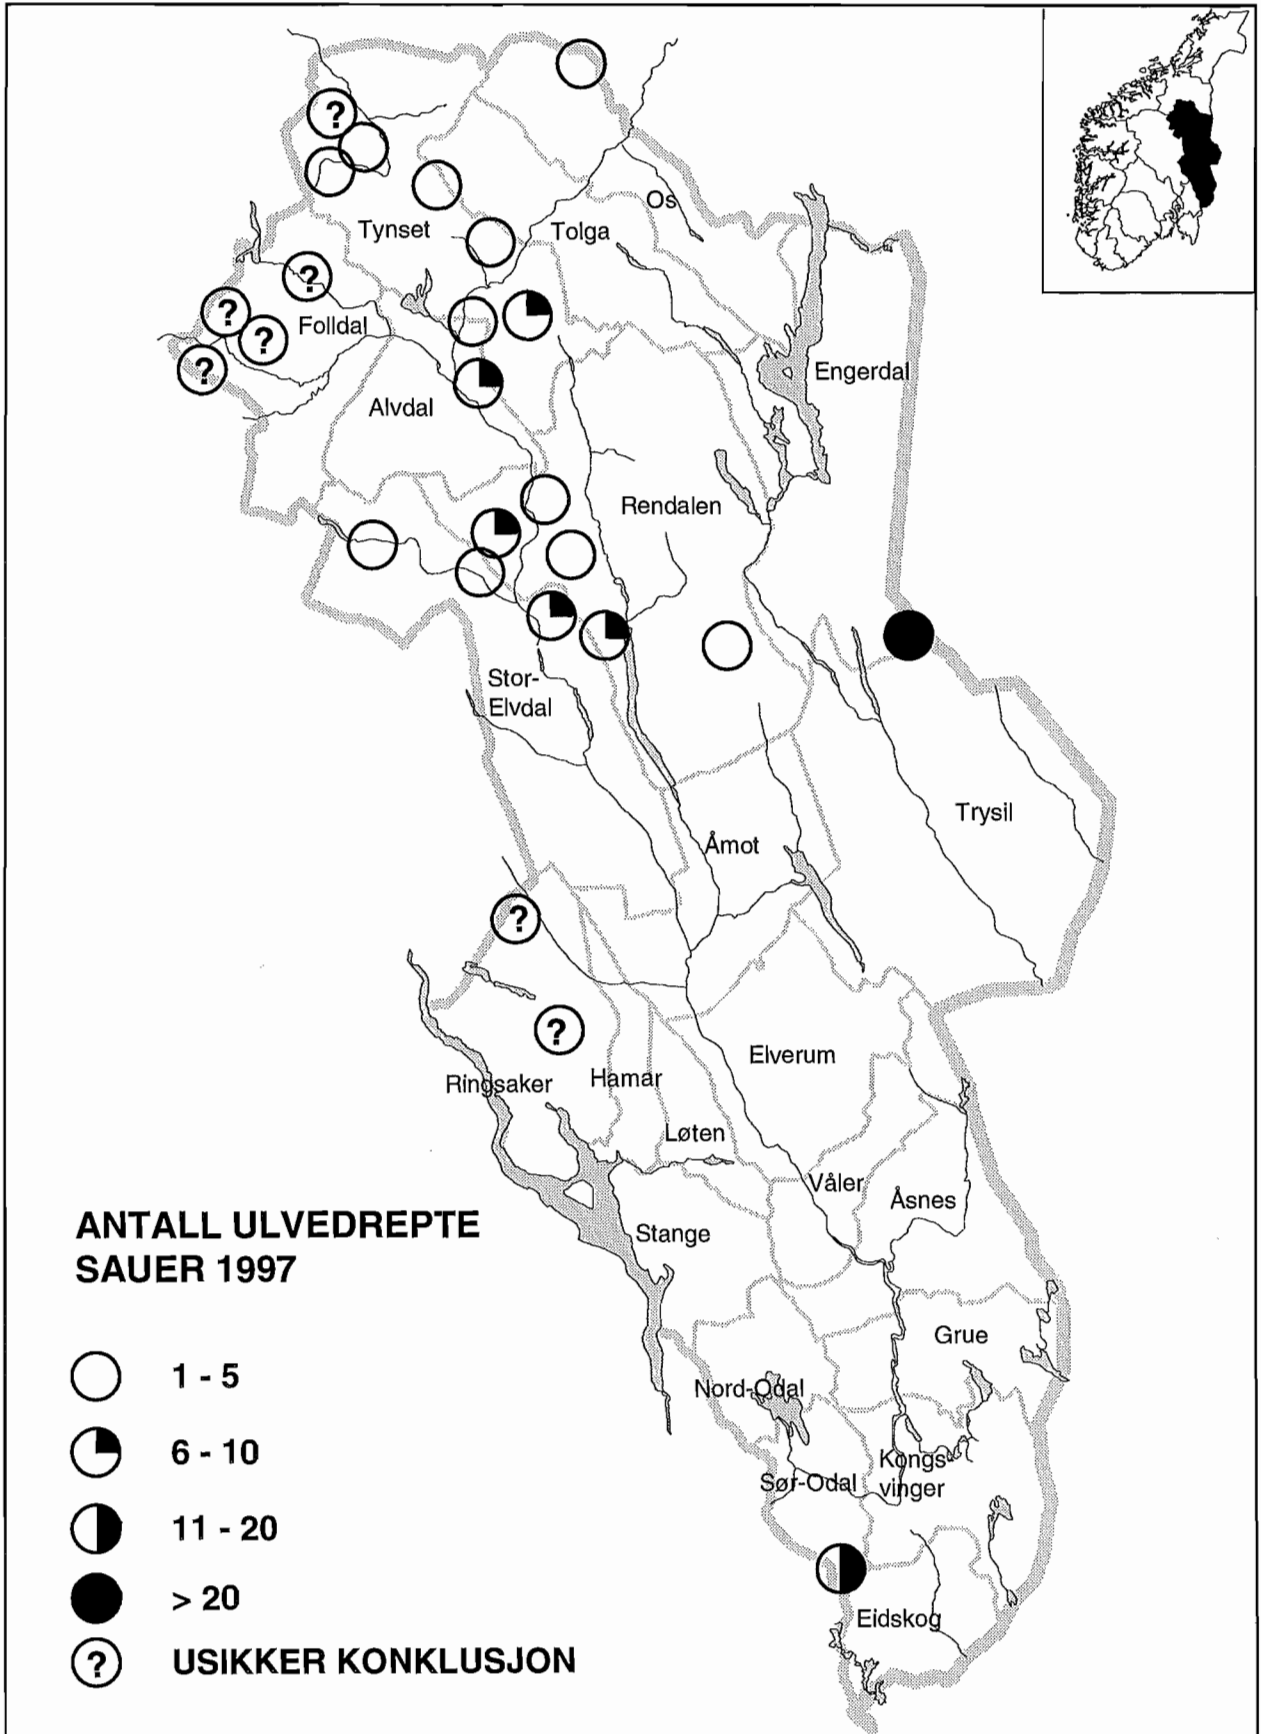 ?
Os
Tynset
Tolga
?
?
Folldal
?
?
Engerdal
Alvdal
Rendalen
Stor-
Elvdal
Trysil
Åmot
?
?
Elverum
Ringsaker
Hamar
Løten
Våler
Åsnes
Stange
Grue
Nord-Odal
Kongs-
vinger
Sør-Odal
Eidskog
ANTALL ULVEDREPTE
SAUER 1997
1 - 5
6 - 10
11 - 20
> 20
? USIKKER KONKLUSJON